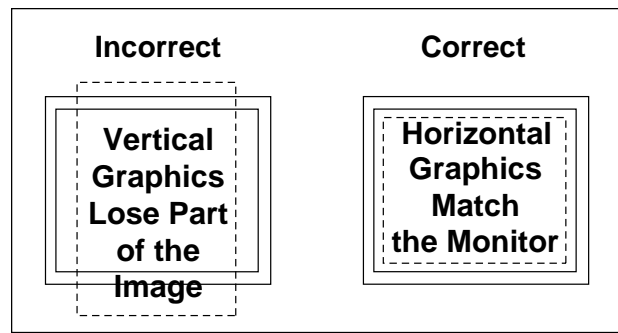 Incorrect
Vertical
Graphics
Lose Part
of the
Image
Correct
Horizontal
Graphics
Match
the Monitor